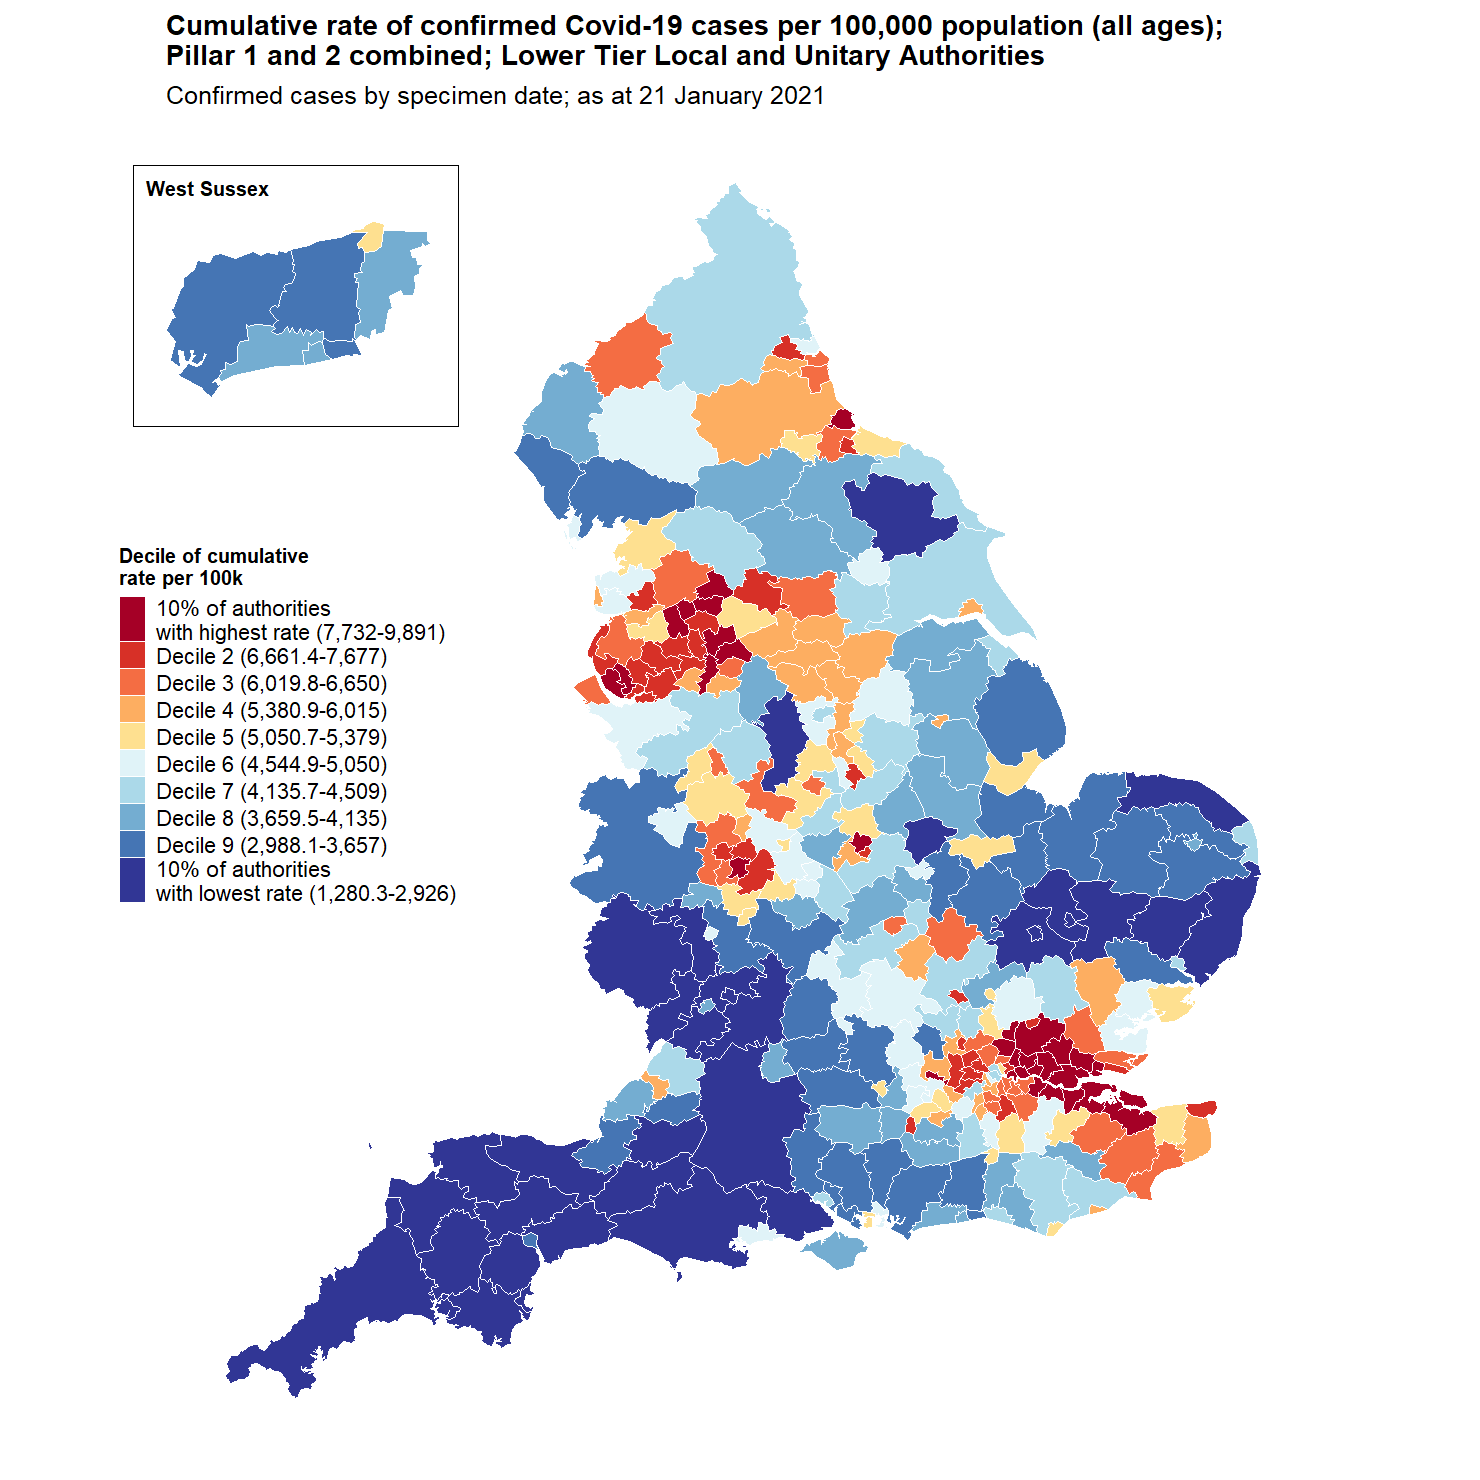 Cumulative rate of confirmed Covid-19 cases per 100,000 population (all ages);
Pillar 1 and 2 combined; Lower Tier Local and Unitary Authorities
Confirmed cases by specimen date; as at 21 January 2021
West Sussex
Decile of cumulative
rate per 100k
10% of authorities
with highest rate (7,732-9,891)
Decile 2 (6,661.4-7,677)
Decile 3 (6,019.8-6,650)
Decile 4 (5,380.9-6,015)
Decile 5 (5,050.7-5,379)
Decile 6 (4,544.9-5,050)
Decile 7 (4,135.7-4,509)
Decile 8 (3,659.5-4,135)
Decile 9 (2,988.1-3,657)
10% of authorities
with lowest rate (1,280.3-2,926)